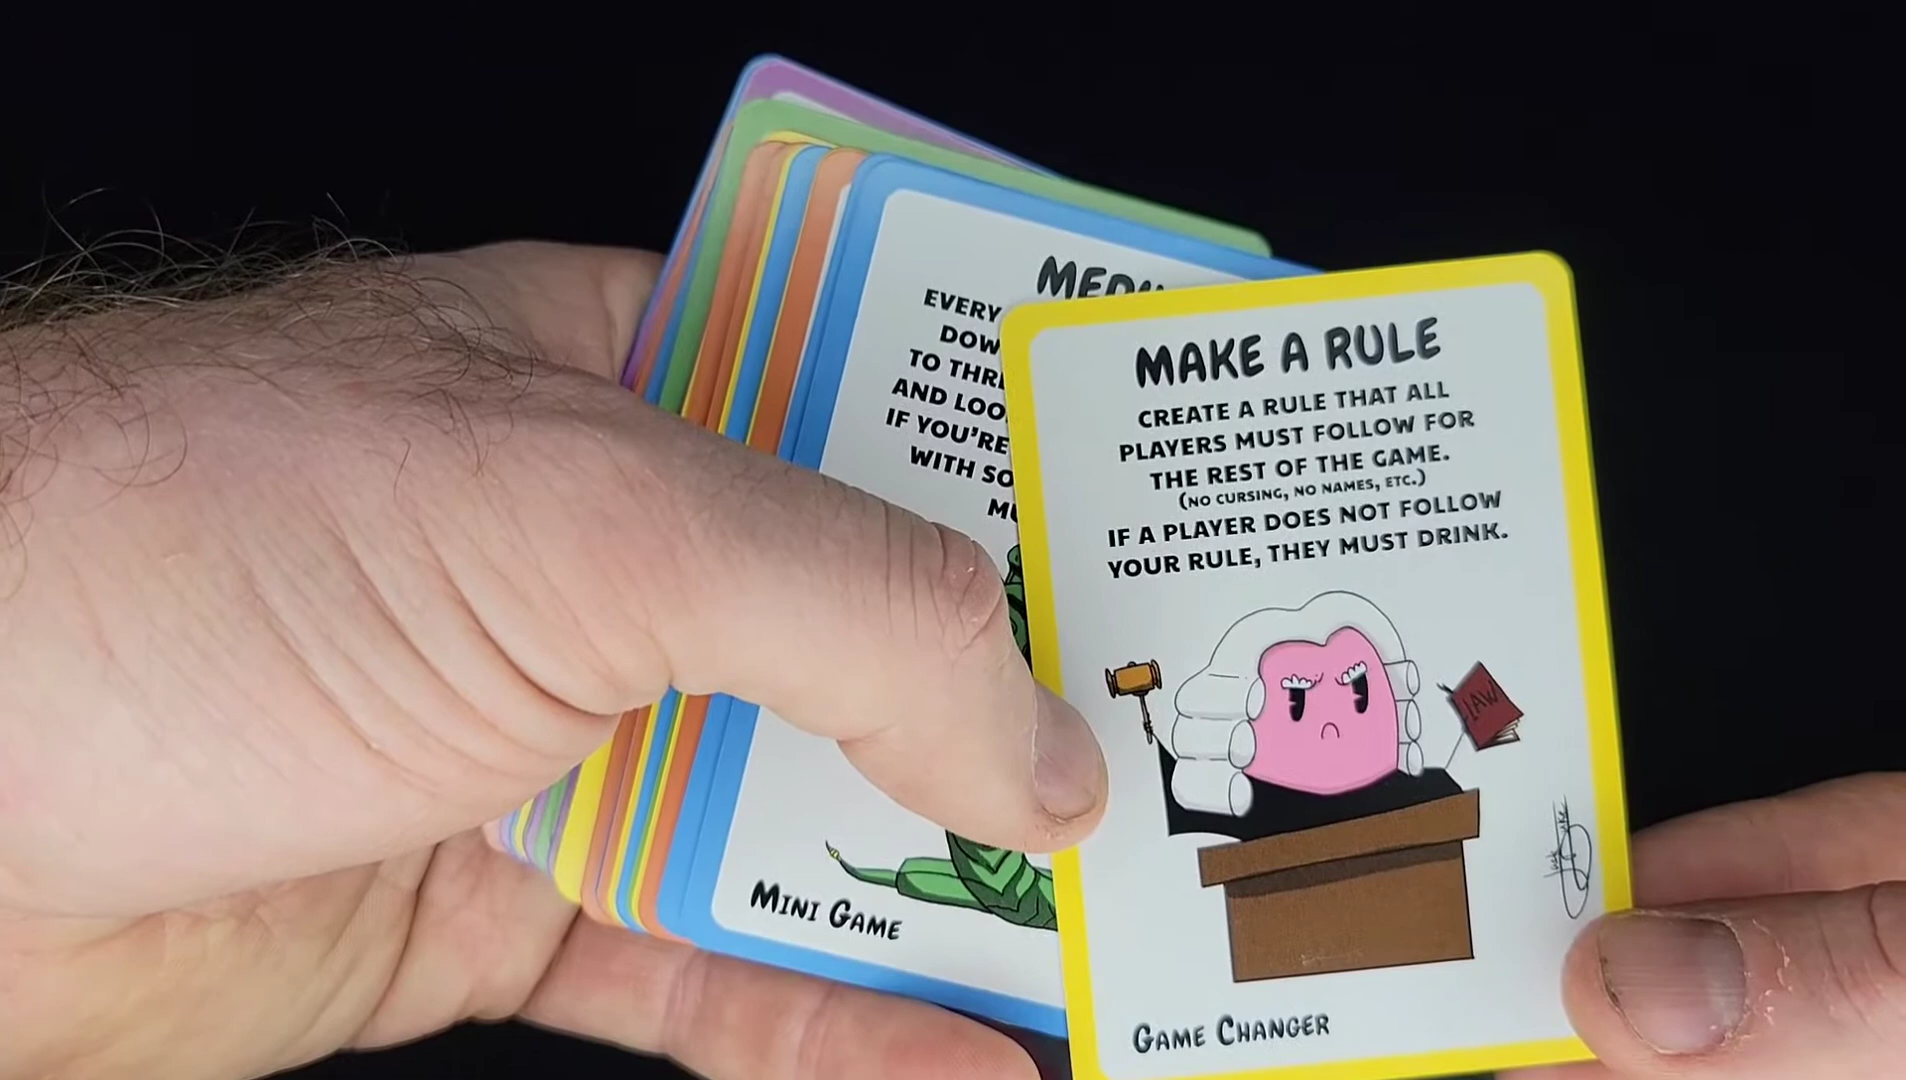 EVERY
DOW
TO THR
AND LOO
IF YOU'RE
WITH SO
MU
MINI GAME
MAKE A RULE
CREATE A RULE THAT ALL
PLAYERS MUST FOLLOW FOR
THE REST OF THE GAME.
(NO CURSING, NO NAMES, ETC.)
IF A PLAYER DOES NOT FOLLOW
YOUR RULE, THEY MUST DRINK.
LAW
GAME CHANGER